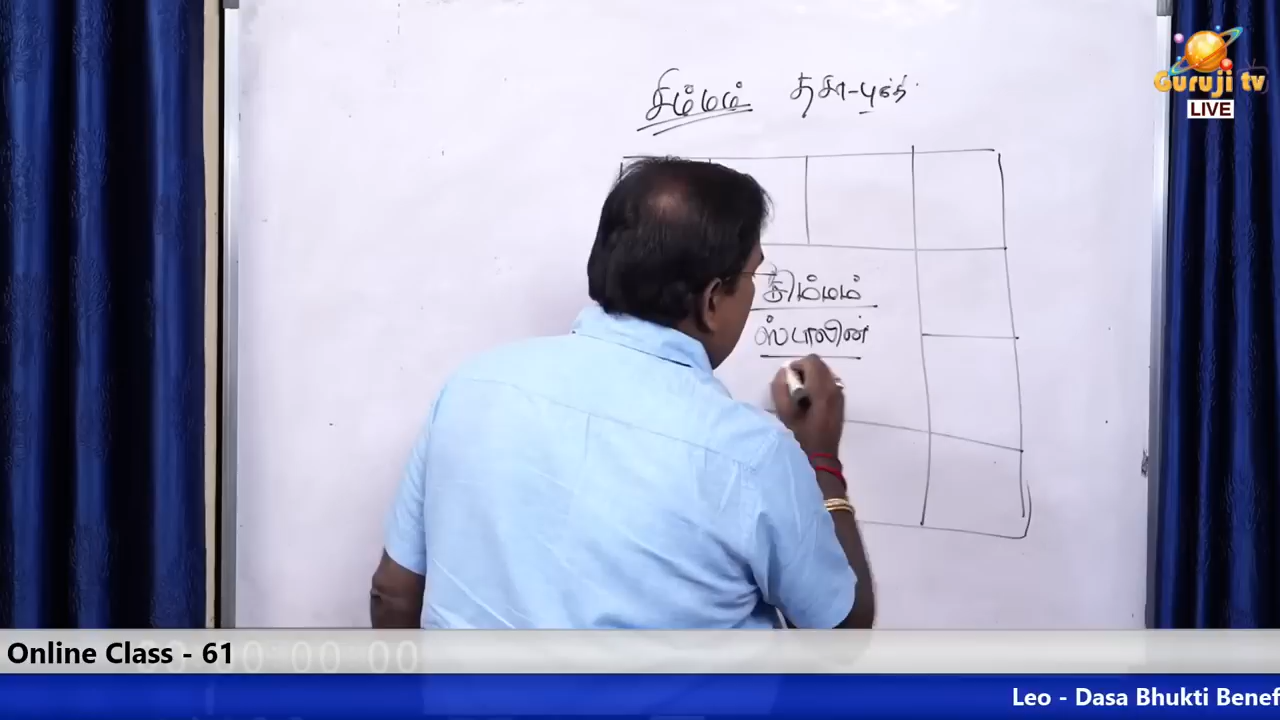 Guruji tv
LIVE
சிம்மம் தசா-புக்தி
சிம்மம்
ஸ்டாலின்
Online Class - 61
Leo - Dasa Bhukti Benef